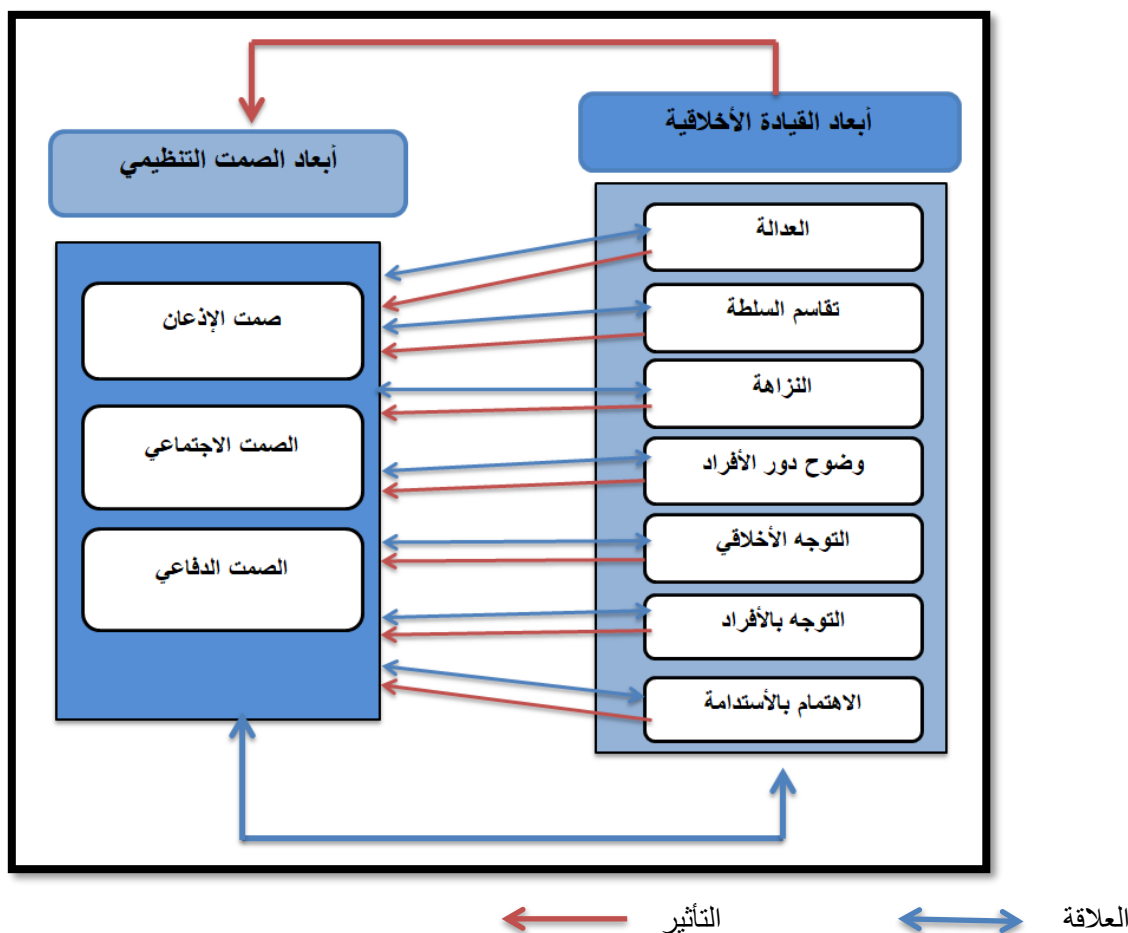 أبعاد القيادة الأخلاقية
العدالة
تقاسم السلطة
النزاهة
وضوح دور الأفراد
التوجه الأخلاقي
التوجه بالأفراد
الاهتمام بالأستدامة
أبعاد الصمت التنظيمي
صمت الإذعان
الصمت الاجتماعي
الصمت الدفاعي
العلاقة
التأثير